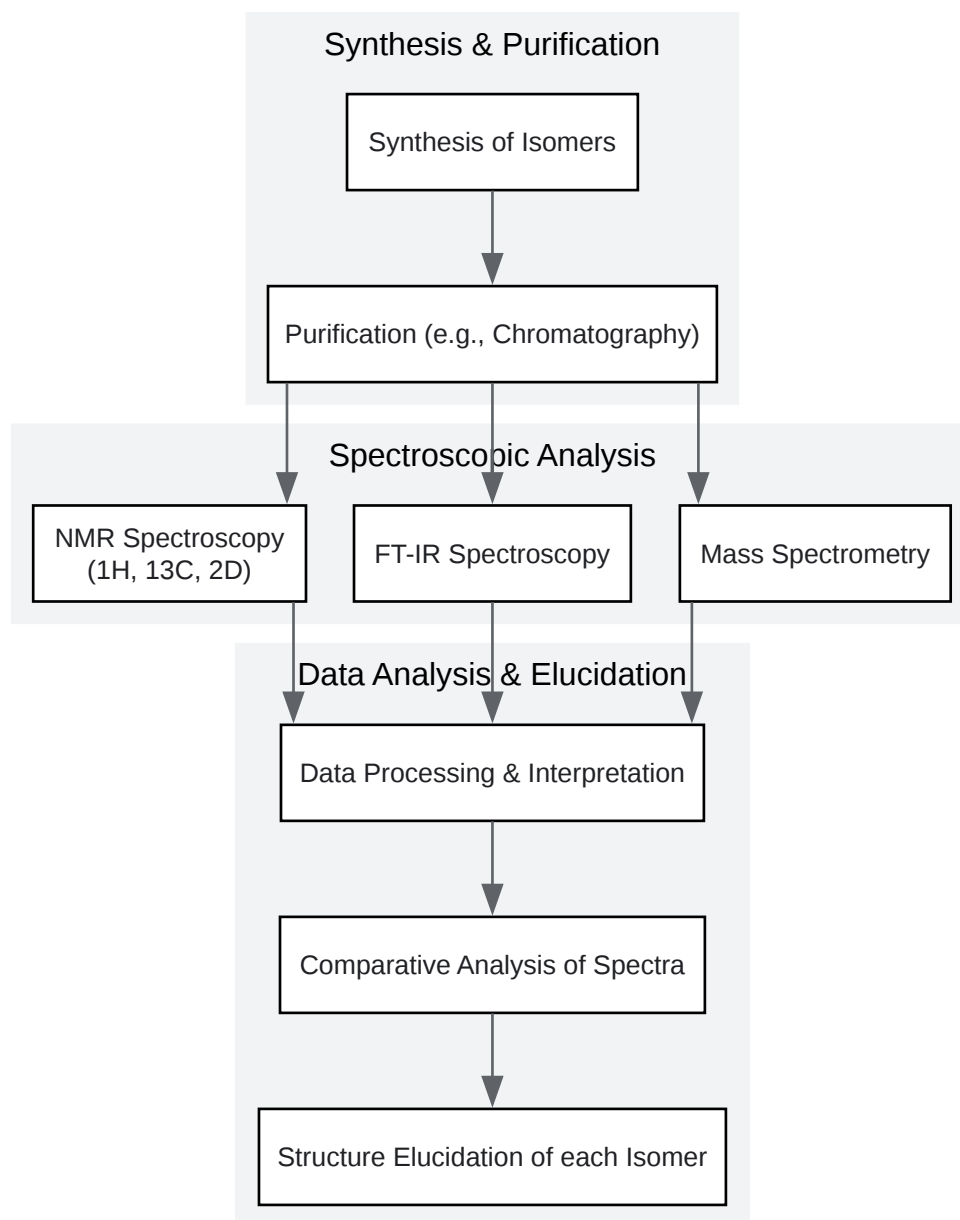 Synthesis & Purification
Synthesis of Isomers
Purification (e.g., Chromatography)
Spectroscopic Analysis
NMR Spectroscopy
(1H, 13C, 2D)
FT-IR Spectroscopy
Mass Spectrometry
Data Analysis & Elucidation
Data Processing & Interpretation
Comparative Analysis of Spectra
Structure Elucidation of each Isomer